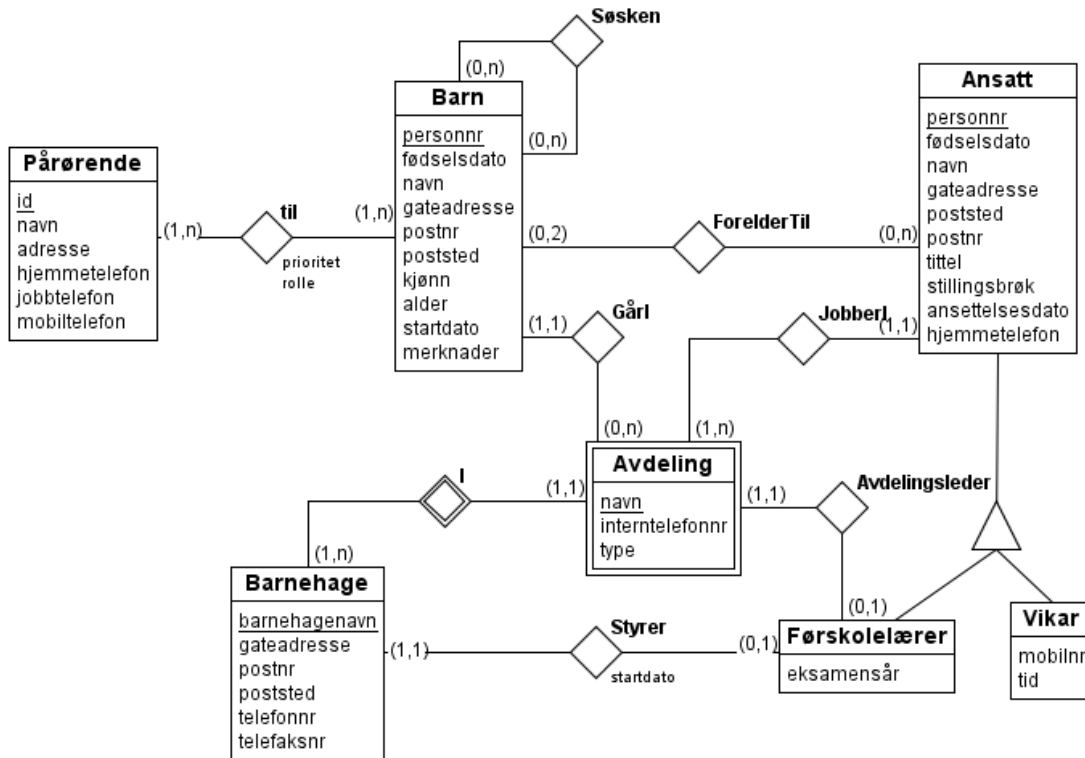 Søsken
(0,n)
(0,n)
Barn
personnr
fødselsdato
navn
gateadresse
postnr
poststed
kjønn
alder
startdato
merknader
Ansatt
personnr
fødselsdato
navn
gateadresse
poststed
postnr
tittel
stillingsbrøk
ansettelsesdato
hjemmetelefon
Pårørende
id
navn
adresse
hjemmetelefon
jobbtelefon
mobiltelefon
(1,n)
til
prioritet
rolle
(1,n)
(0,2)
ForelderTil
(0,n)
(1,1)
GårI
(0,n)
JobberI
(1,1)
(1,n)
Avdeling
navn
interntelefonnr
type
I
(1,1)
(1,n)
(1,1)
Avdelingsleder
(0,1)
Barnehage
barnehagenavn
gateadresse
postnr
poststed
telefonnr
telefaksnr
(1,1)
Styrer
startdato
(0,1)
Førskolelærer
eksamensår
Vikar
mobilnr
tid